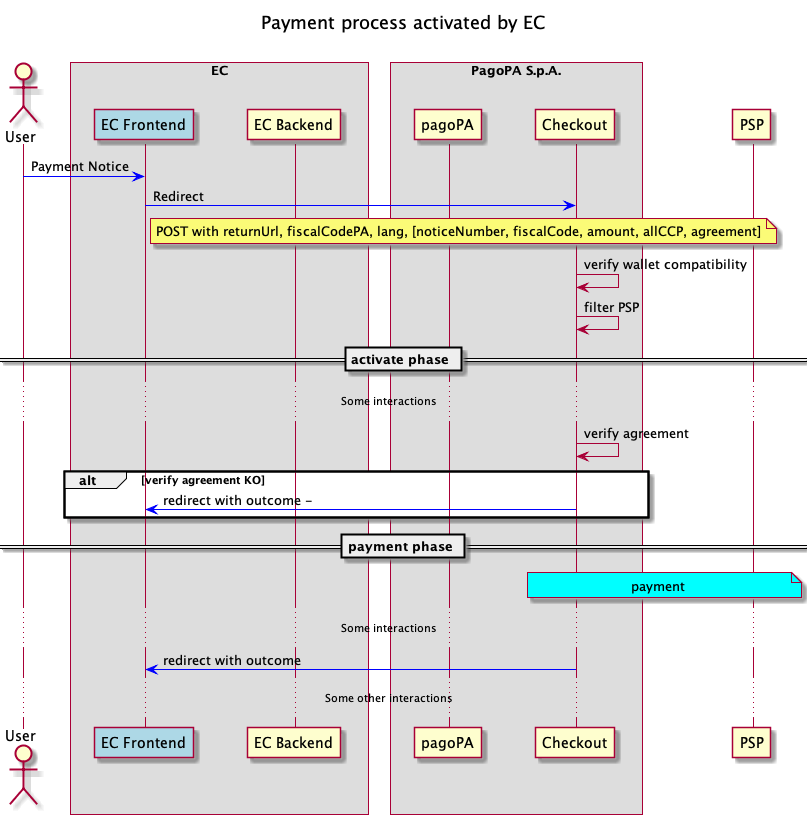 Payment process activated by EC
EC
PagoPA S.p.A.
User
EC Frontend
EC Backend
pagoPA
Checkout
PSP
Payment Notice
Redirect
POST with returnUrl, fiscalCodePA, lang, [noticeNumber, fiscalCode, amount, allCCP, agreement]
verify wallet compatibility
filter PSP
activate phase
Some interactions
verify agreement
alt
[verify agreement KO]
redirect with outcome -
payment phase
payment
Some interactions
redirect with outcome
Some other interactions
User
EC Frontend
EC Backend
pagoPA
Checkout
PSP